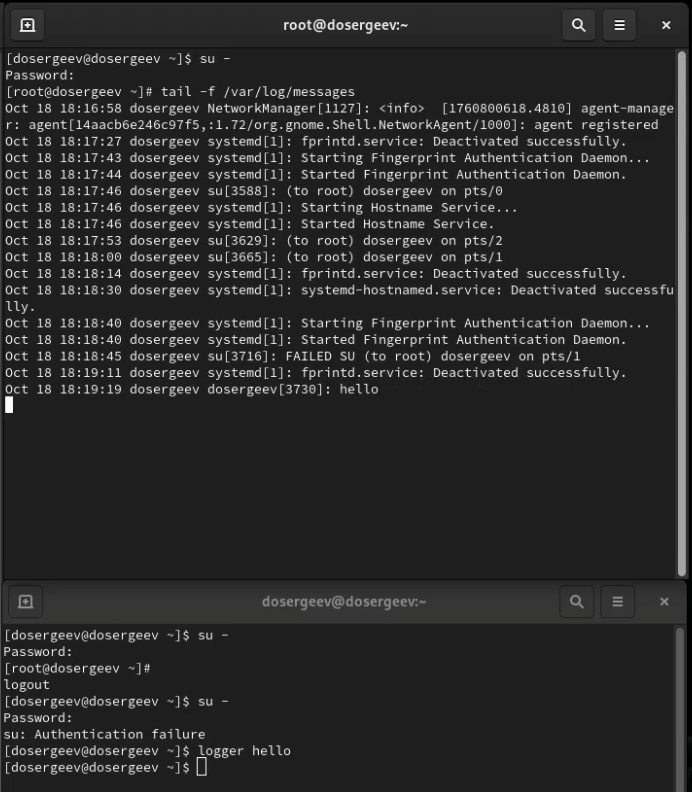 root@dosergeev:~
[dosergeev@dosergeev ~]$ su -
Password:
[root@dosergeev ~]# tail -f /var/log/messages
Oct 18 18:16:58 dosergeev NetworkManager[1127]: <info>  [1760800618.4810] agent-manage
r: agent[14aacb6e246c97f5,:1.72/org.gnome.Shell.NetworkAgent/1000]: agent registered
Oct 18 18:17:27 dosergeev systemd[1]: fprintd.service: Deactivated successfully.
Oct 18 18:17:43 dosergeev systemd[1]: Starting Fingerprint Authentication Daemon...
Oct 18 18:17:44 dosergeev systemd[1]: Started Fingerprint Authentication Daemon.
Oct 18 18:17:46 dosergeev su[3588]: (to root) dosergeev on pts/0
Oct 18 18:17:46 dosergeev systemd[1]: Starting Hostname Service...
Oct 18 18:17:46 dosergeev systemd[1]: Started Hostname Service.
Oct 18 18:17:53 dosergeev su[3629]: (to root) dosergeev on pts/2
Oct 18 18:18:00 dosergeev su[3665]: (to root) dosergeev on pts/1
Oct 18 18:18:14 dosergeev systemd[1]: fprintd.service: Deactivated successfully.
Oct 18 18:18:30 dosergeev systemd[1]: systemd-hostnamed.service: Deactivated successfu
lly.
Oct 18 18:18:40 dosergeev systemd[1]: Starting Fingerprint Authentication Daemon...
Oct 18 18:18:40 dosergeev systemd[1]: Started Fingerprint Authentication Daemon.
Oct 18 18:18:45 dosergeev su[3716]: FAILED SU (to root) dosergeev on pts/1
Oct 18 18:19:11 dosergeev systemd[1]: fprintd.service: Deactivated successfully.
Oct 18 18:19:19 dosergeev dosergeev[3730]: hello
dosergeev@dosergeev:~
[dosergeev@dosergeev ~]$ su -
Password:
[root@dosergeev ~]#
logout
[dosergeev@dosergeev ~]$ su -
Password:
su: Authentication failure
[dosergeev@dosergeev ~]$ logger hello
[dosergeev@dosergeev ~]$